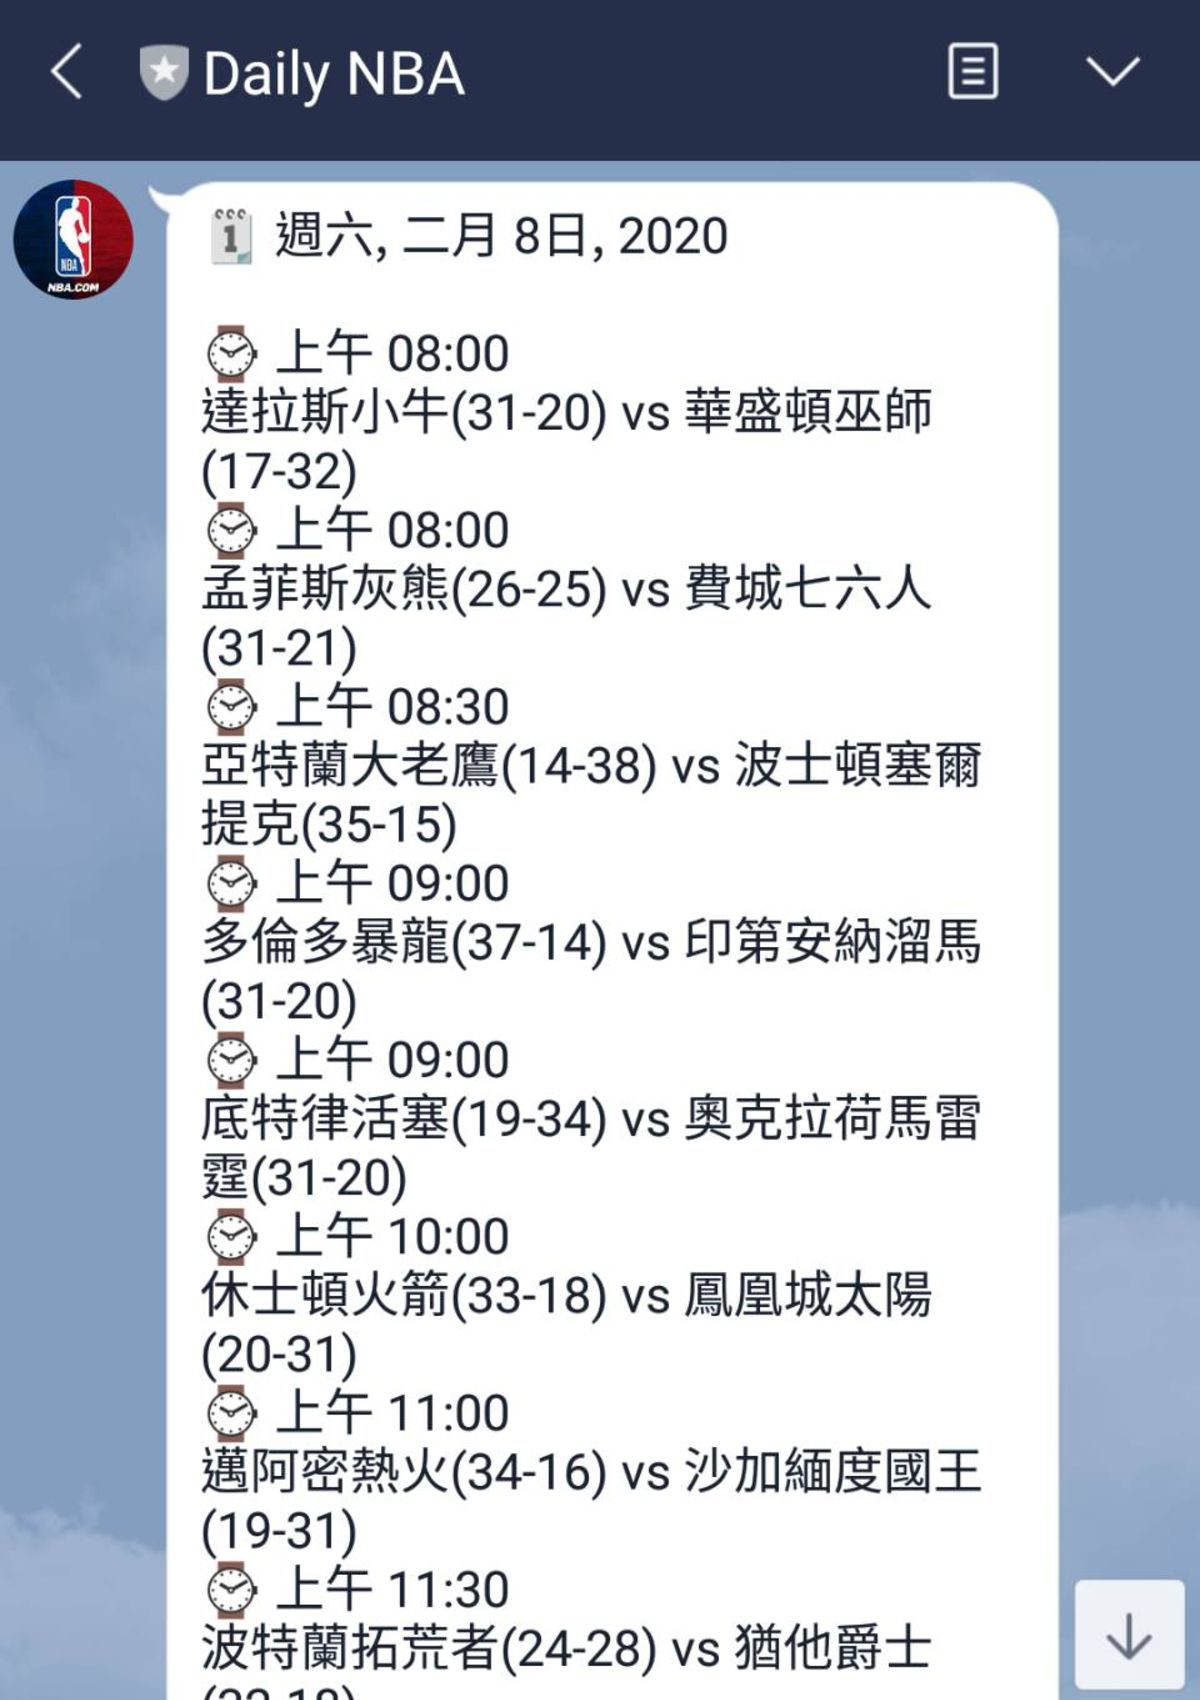 Daily NBA
NBA
NBA.COM
1 週六, 二月 8日, 2020
上午 08:00
達拉斯小牛(31-20) vs 華盛頓巫師
(17-32)
上午 08:00
孟菲斯灰熊(26-25) vs 費城七六人
(31-21)
上午 08:30
亞特蘭大老鷹(14-38) vs 波士頓塞爾
提克(35-15)
上午 09:00
多倫多暴龍(37-14) vs 印第安納溜馬
(31-20)
上午 09:00
底特律活塞(19-34) vs 奧克拉荷馬雷
霆(31-20)
上午 10:00
休士頓火箭(33-18) vs 鳳凰城太陽
(20-31)
上午 11:00
邁阿密熱火(34-16) vs 沙加緬度國王
(19-31)
上午 11:30
波特蘭拓荒者(24-28) vs 猶他爵士